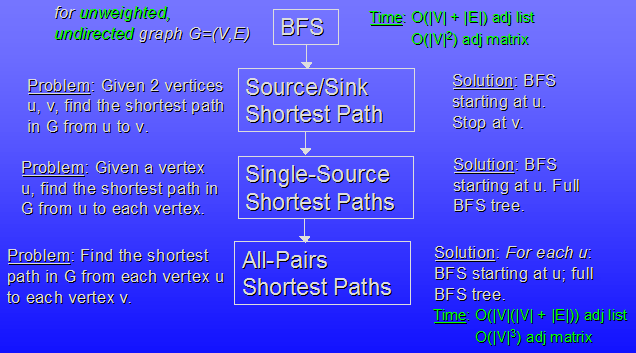 for unweighted,
undirected graph G=(V,E)
BFS
Time: O(|V| + |E|) adj list
O(|V|²) adj matrix
Problem: Given 2 vertices
u, v, find the shortest path
in G from u to v.
Source/Sink
Shortest Path
Solution: BFS
starting at u.
Stop at v.
Problem: Given a vertex
u, find the shortest path in
G from u to each vertex.
Single-Source
Shortest Paths
Solution: BFS
starting at u. Full
BFS tree.
Problem: Find the shortest
path in G from each vertex u
to each vertex v.
All-Pairs
Shortest Paths
Solution: For each u:
BFS starting at u; full
BFS tree.
Time: O(|V|(|V| + |E|)) adj list
O(|V|³) adj matrix